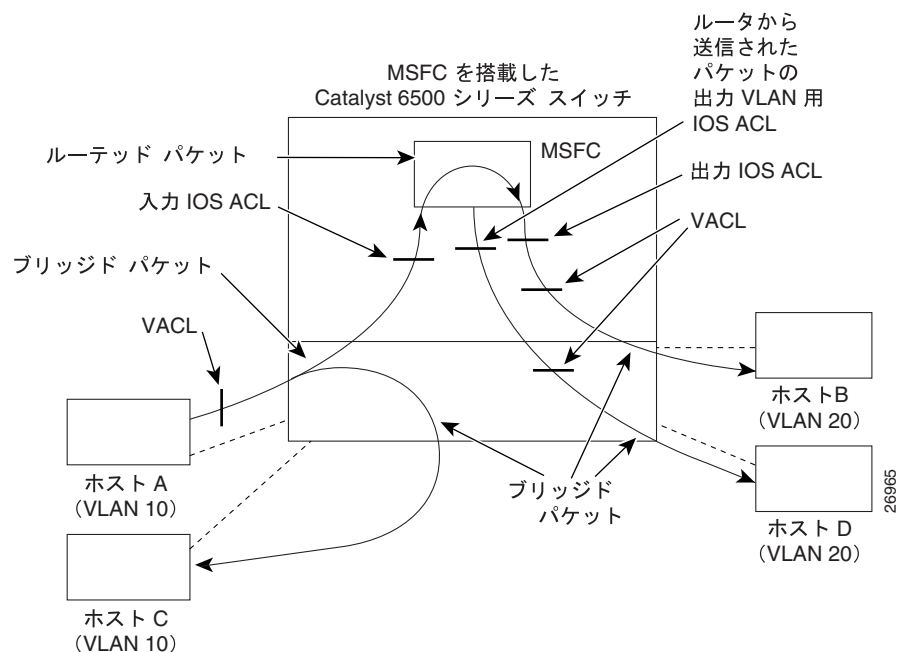 ルータから
送信された
パケットの
出力 VLAN 用
IOS ACL
MSFC を搭載した
Catalyst 6500 シリーズ スイッチ
MSFC
ルーテッド パケット
出力 IOS ACL
入力 IOS ACL
VACL
ブリッジド パケット
VACL
ホスト A
(VLAN 10)
ホストB
(VLAN 20)
ブリッジド
パケット
ホスト D
(VLAN 20)
ホスト C
(VLAN 10)
26965